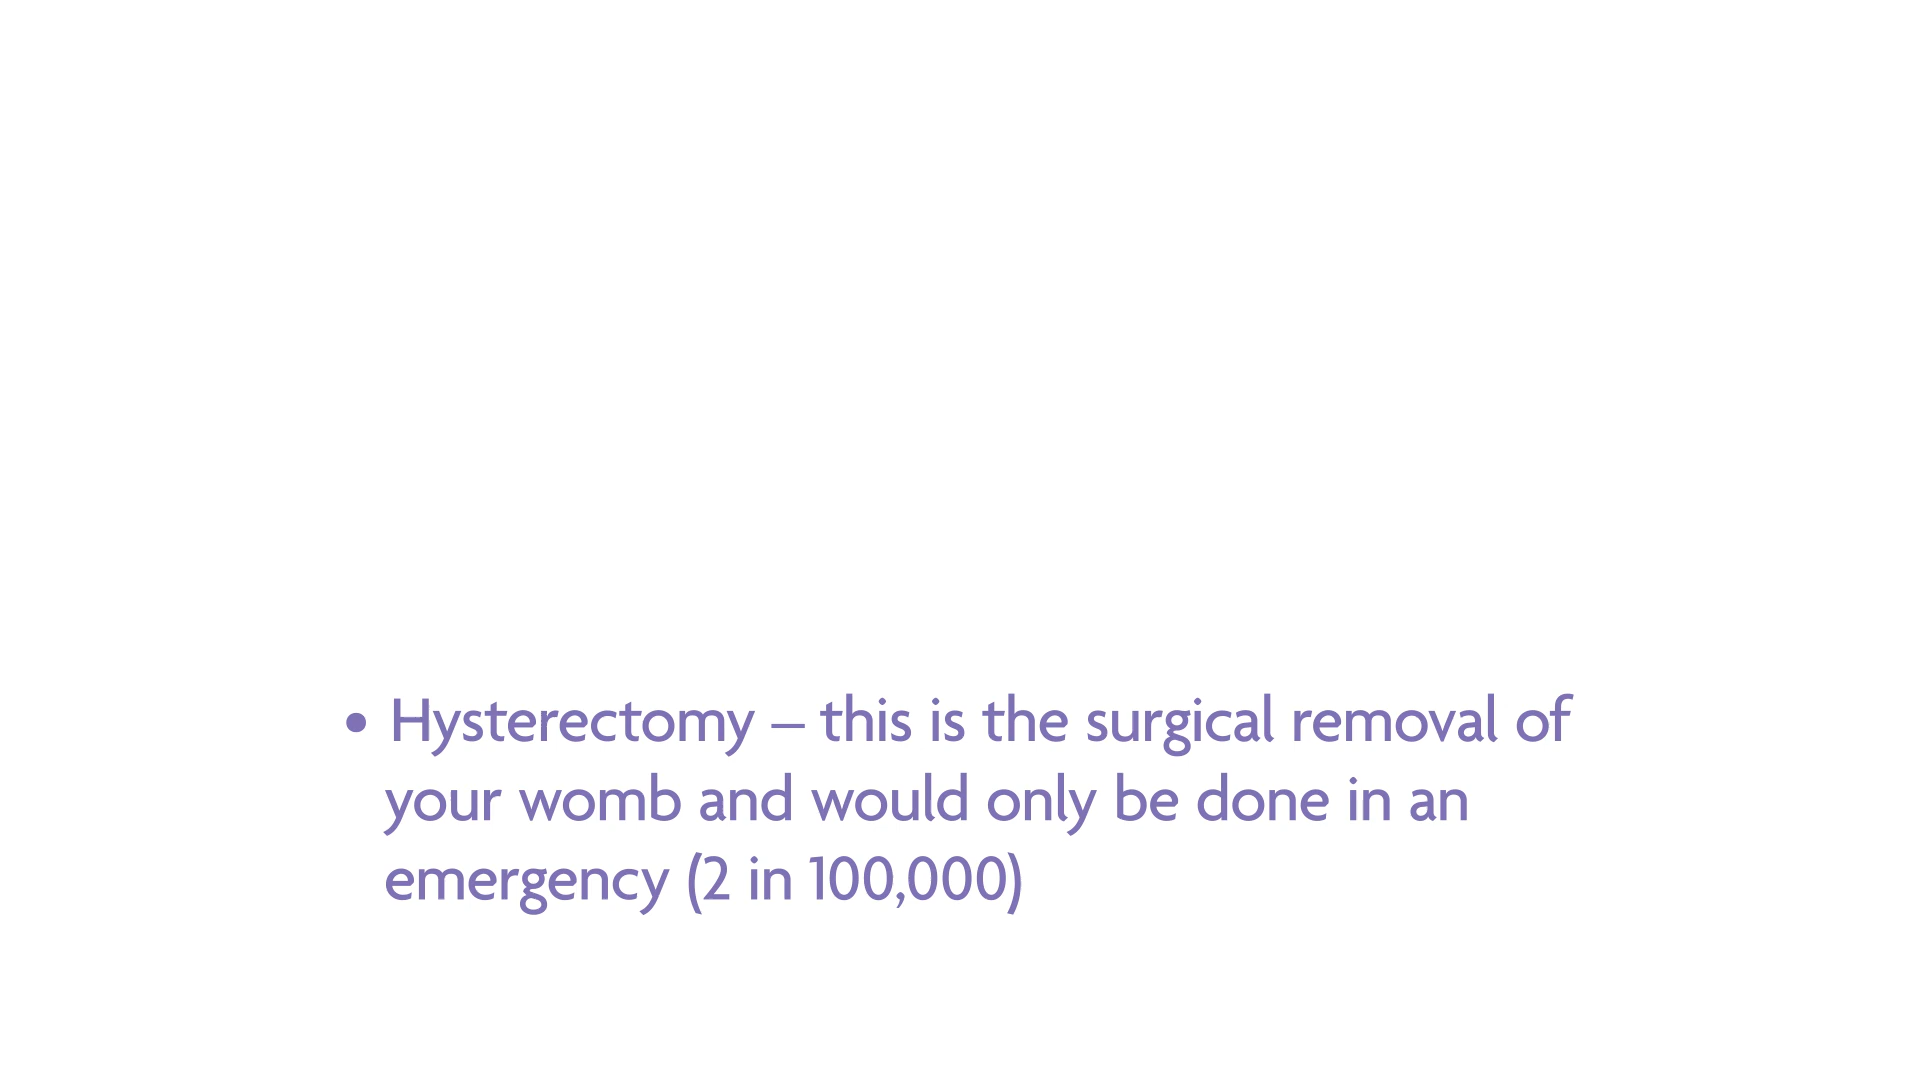 • Hysterectomy – this is the surgical removal of
your womb and would only be done in an
emergency (2 in 100,000)